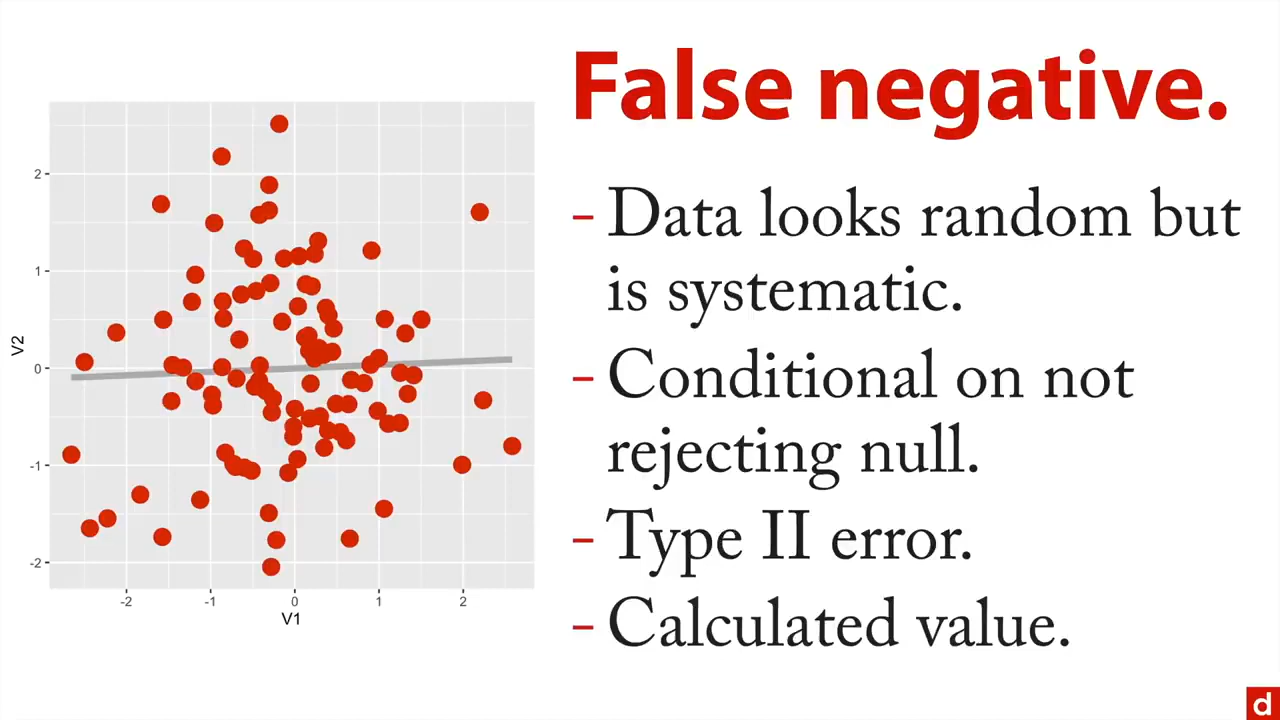 False negative.
– Data looks random but
is systematic.
– Conditional on not
rejecting null.
– Type II error.
– Calculated value.
V2
2
1
0
-1
-2
-2 -1 0 1 2
V1
d